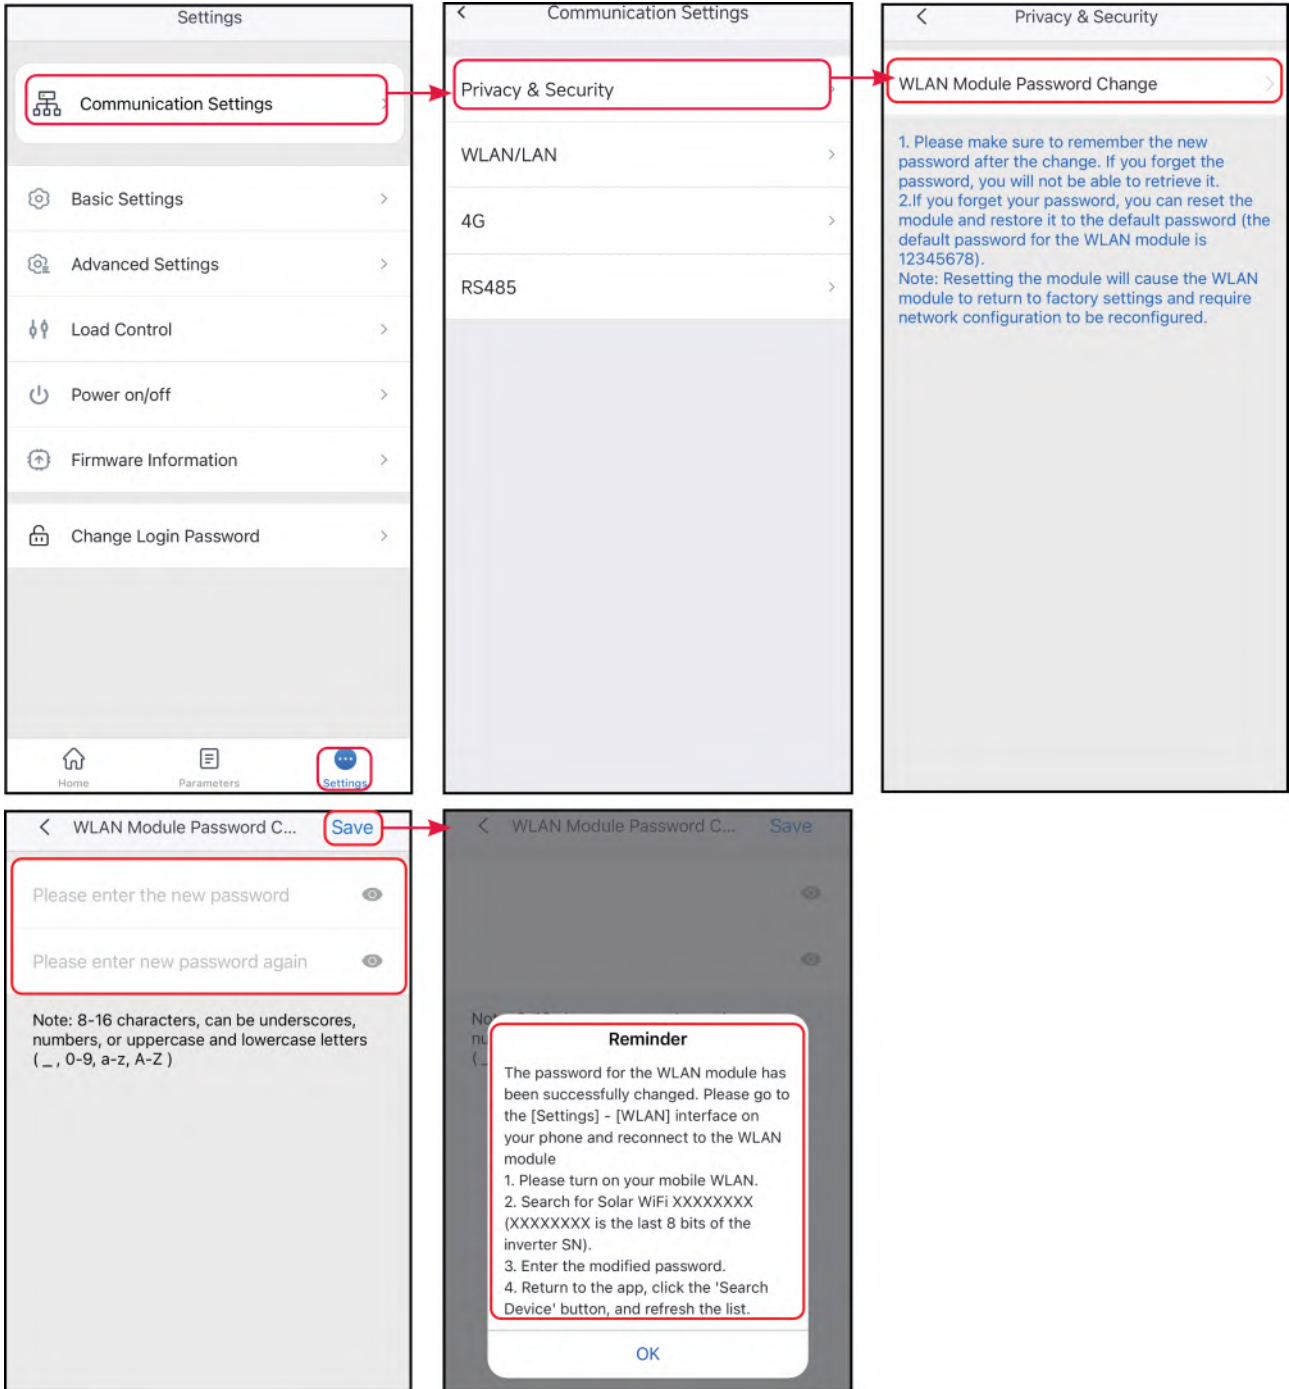 Settings
Communication Settings
Basic Settings
Advanced Settings
Load Control
Power on/off
Firmware Information
Change Login Password
Home
Parameters
Settings
Communication Settings
Privacy & Security
WLAN/LAN
4G
RS485
Privacy & Security
WLAN Module Password Change
1. Please make sure to remember the new
password after the change. If you forget the
password, you will not be able to retrieve it.
2.If you forget your password, you can reset the
module and restore it to the default password (the
default password for the WLAN module is
12345678).
Note: Resetting the module will cause the WLAN
module to return to factory settings and require
network configuration to be reconfigured.
WLAN Module Password C... Save
Please enter the new password
Please enter new password again
Note: 8-16 characters, can be underscores,
numbers, or uppercase and lowercase letters
( _ , 0-9, a-z, A-Z )
WLAN Module Password C... Save
Reminder
The password for the WLAN module has
been successfully changed. Please go to
the [Settings] - [WLAN] interface on
your phone and reconnect to the WLAN
module
1. Please turn on your mobile WLAN.
2. Search for Solar WiFi XXXXXXXX
(XXXXXXXX is the last 8 bits of the
inverter SN).
3. Enter the modified password.
4. Return to the app, click the 'Search
Device' button, and refresh the list.
OK